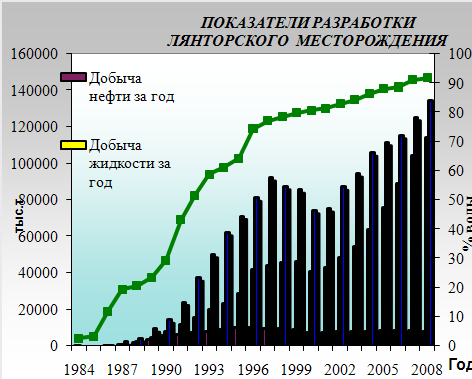 ПОКАЗАТЕЛИ РАЗРАБОТКИ
ЛЯНТОРСКОГО МЕСТОРОЖДЕНИЯ
160000
140000
120000
100000
80000
60000
40000
20000
0
тыс.т
Добыча
нефти за год
Добыча
жидкости за
год
100
90
80
70
60
50
40
30
20
10
0
% воды
1984 1987 1990 1993 1996 1999 2002 2005 2008
Год